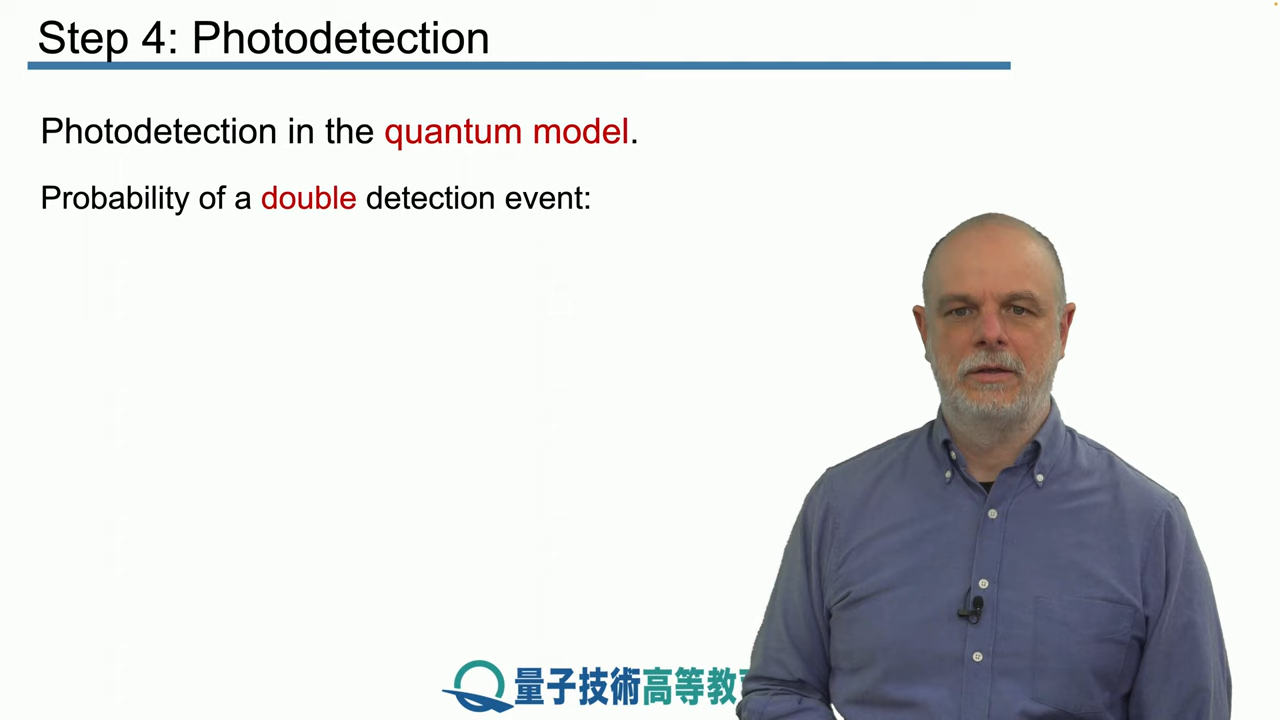 Step 4: Photodetection
Photodetection in the quantum model.
Probability of a double detection event:
量子技術高等教